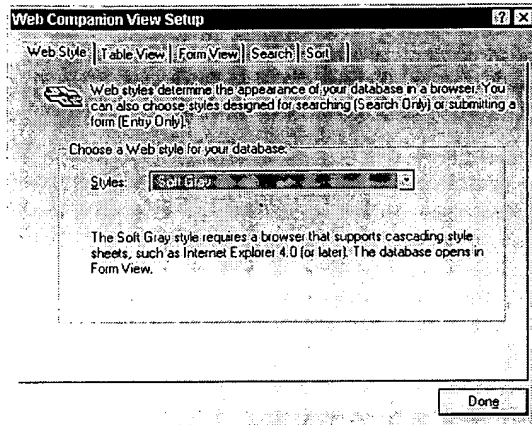 Web Companion View Setup
Web Style Table View Form View Search Sort
Web styles determine the appearance of your database in a browser. You
can also choose styles designed for searching (Search Only) or submitting a
form (Entry Only).
Choose a Web style for your database:
Styles: Soft Gray
The Soft Gray style requires a browser that supports cascading style
sheets, such as Internet Explorer 4.0 (or later). The database opens in
Form View.
Done